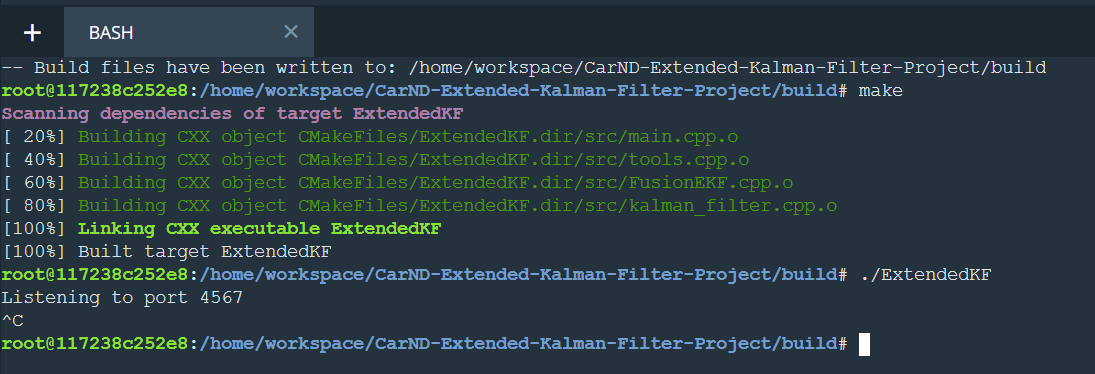 + BASH ×
-- Build files have been written to: /home/workspace/CarND-Extended-Kalman-Filter-Project/build
root@117238c252e8:/home/workspace/CarND-Extended-Kalman-Filter-Project/build# make
Scanning dependencies of target ExtendedKF
[ 20%] Building CXX object CMakeFiles/ExtendedKF.dir/src/main.cpp.o
[ 40%] Building CXX object CMakeFiles/ExtendedKF.dir/src/tools.cpp.o
[ 60%] Building CXX object CMakeFiles/ExtendedKF.dir/src/FusionEKF.cpp.o
[ 80%] Building CXX object CMakeFiles/ExtendedKF.dir/src/kalman_filter.cpp.o
[100%] Linking CXX executable ExtendedKF
[100%] Built target ExtendedKF
root@117238c252e8:/home/workspace/CarND-Extended-Kalman-Filter-Project/build# ./ExtendedKF
Listening to port 4567
^C
root@117238c252e8:/home/workspace/CarND-Extended-Kalman-Filter-Project/build#